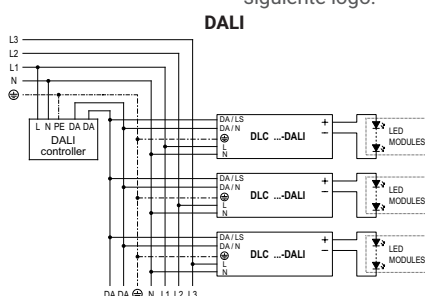 siguiente logo:
DALI
L3
L2
L1
N
L N PE DA DA
DALI
controller
DA / LS
DA / N
L
N
DLC ...-DALI
+
–
LED
MODULES
DA / LS
DA / N
L
N
DLC ...-DALI
+
–
LED
MODULES
DA / LS
DA / N
L
N
DLC ...-DALI
+
–
LED
MODULES
DA DA N L1 L2 L3